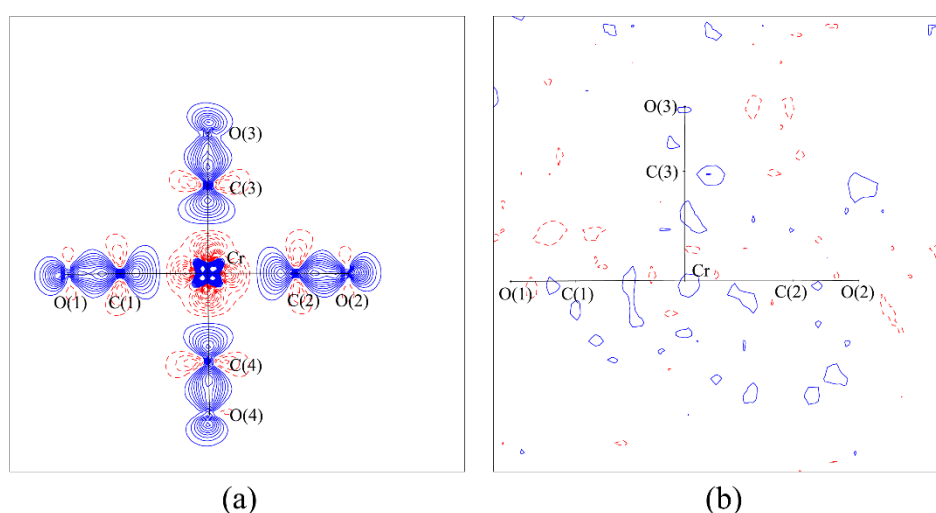 O(3)
C(3)
Cr
O(1) C(1) C(2) O(2)
C(4)
O(4)
(a)
O(3)
C(3)
Cr
O(1) C(1) C(2) O(2)
(b)